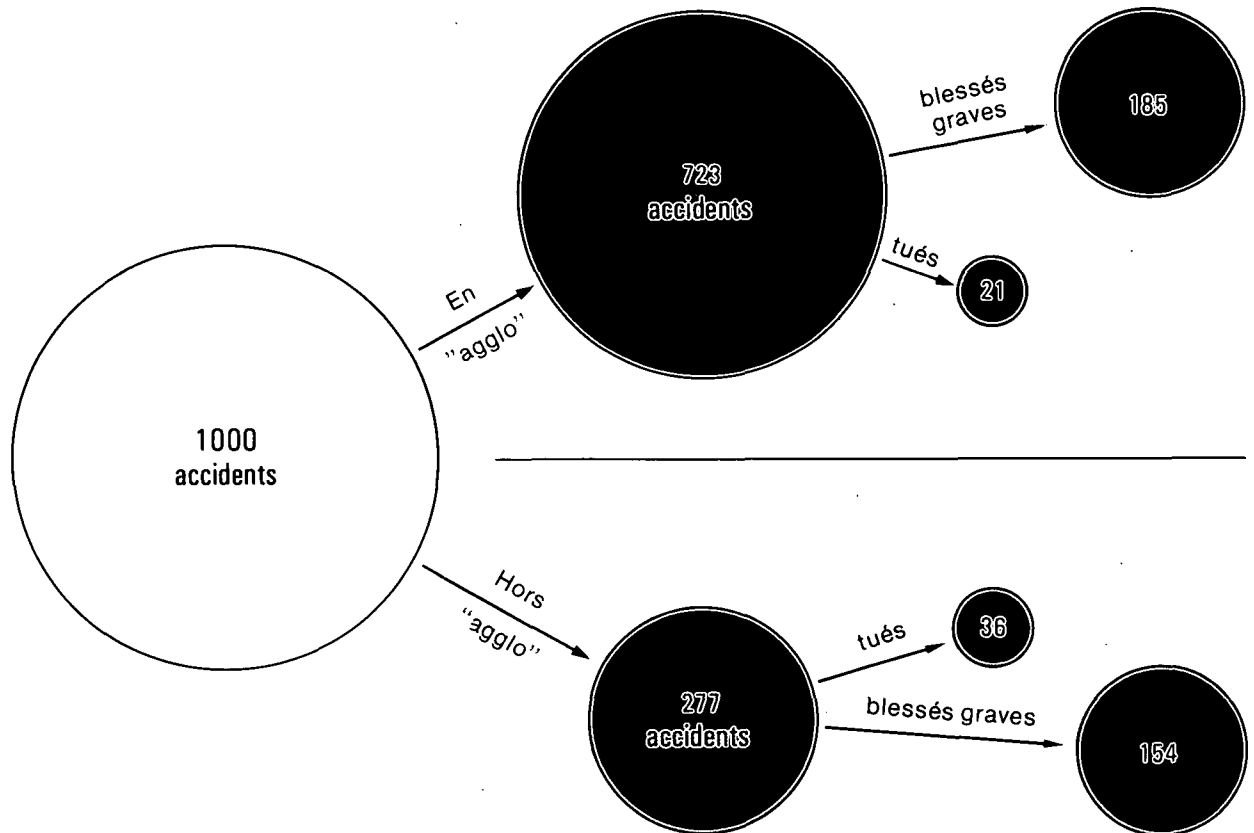 1000
accidents
En
"agglo"
723
accidents
blessés
graves
185
tués
21
Hors
"agglo"
277
accidents
tués
36
blessés graves
154